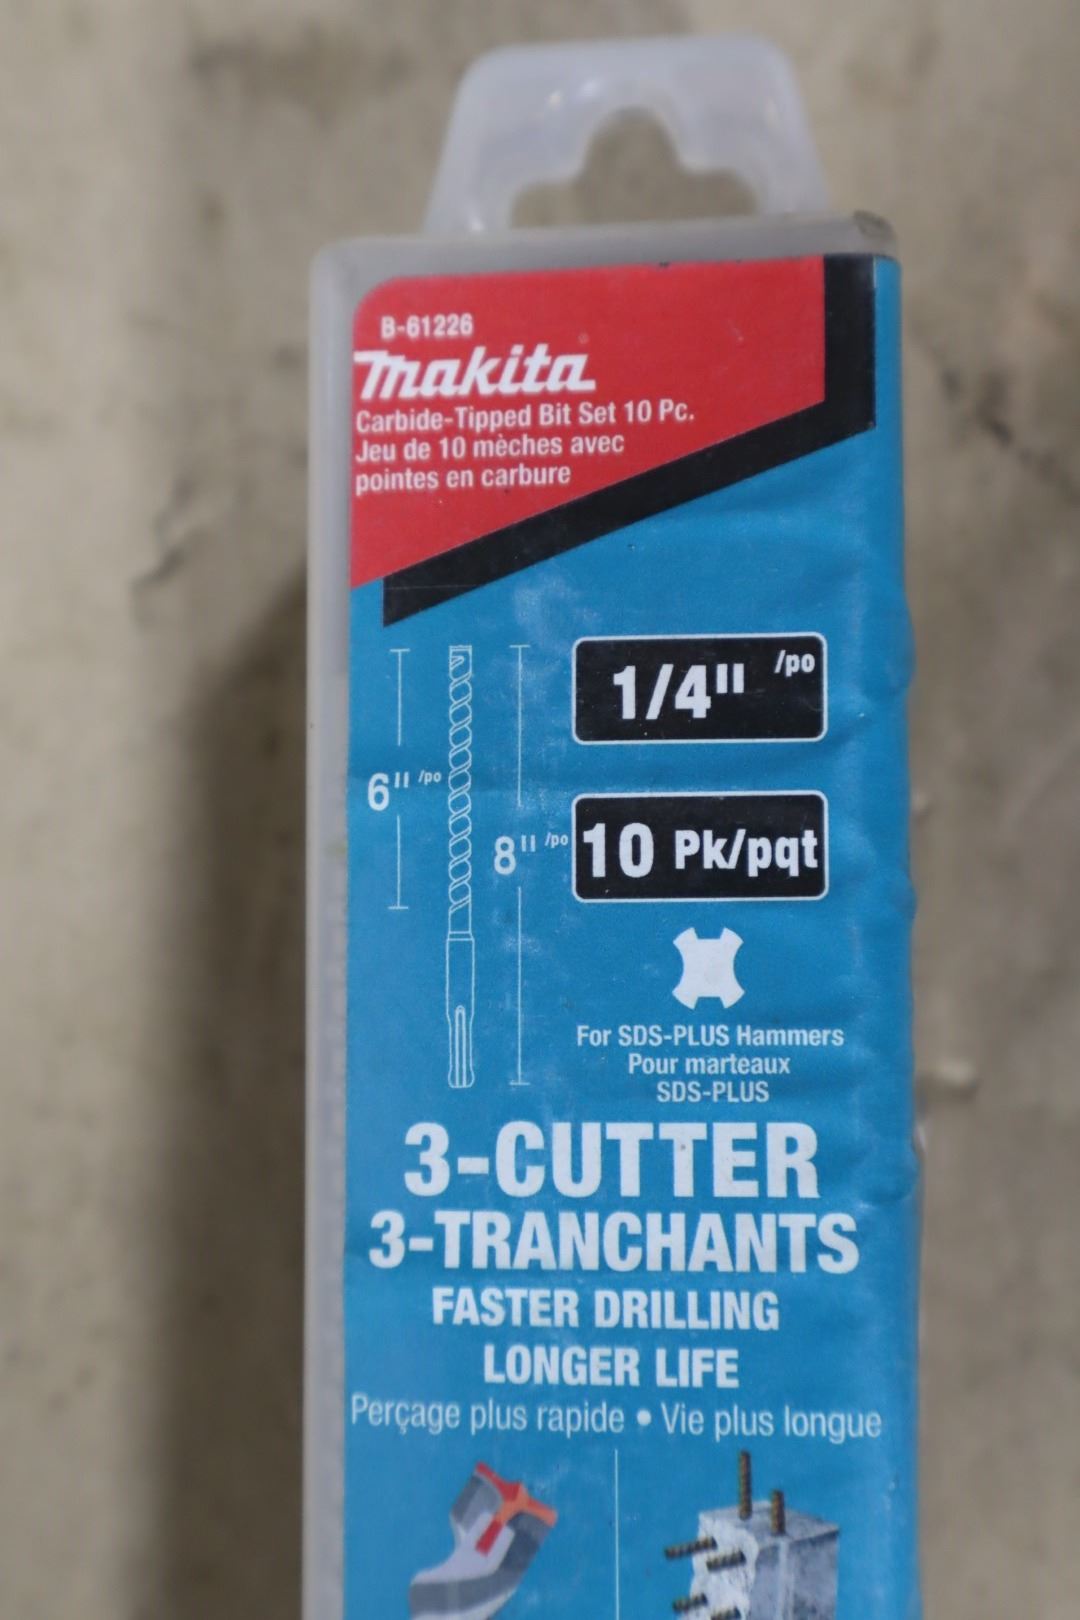 B-61226
makita
Carbide-Tipped Bit Set 10 Pc.
Jeu de 10 mèches avec
pointes en carbure
1/4" /po
6" /po
8" /po
10 Pk/pqt
For SDS-PLUS Hammers
Pour marteaux
SDS-PLUS
3-CUTTER
3-TRANCHANTS
FASTER DRILLING
LONGER LIFE
Perçage plus rapide • Vie plus longue